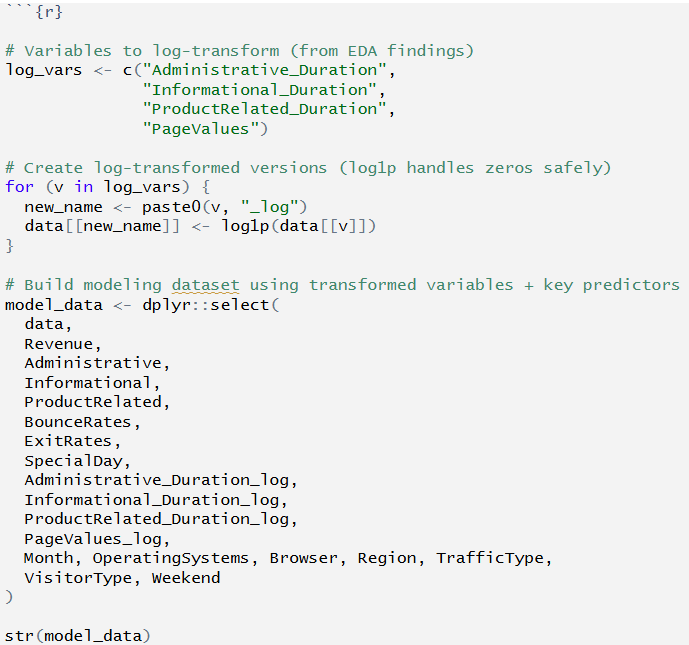 ```{r}
# Variables to log-transform (from EDA findings)
log_vars <- c("Administrative_Duration",
              "Informational_Duration",
              "ProductRelated_Duration",
              "PageValues")
# Create log-transformed versions (log1p handles zeros safely)
for (v in log_vars) {
  new_name <- paste0(v, "_log")
  data[[new_name]] <- log1p(data[[v]])
}
# Build modeling dataset using transformed variables + key predictors
model_data <- dplyr::select(
  data,
  Revenue,
  Administrative,
  Informational,
  ProductRelated,
  BounceRates,
  ExitRates,
  SpecialDay,
  Administrative_Duration_log,
  Informational_Duration_log,
  ProductRelated_Duration_log,
  PageValues_log,
  Month, OperatingSystems, Browser, Region, TrafficType,
  VisitorType, Weekend
)
str(model_data)